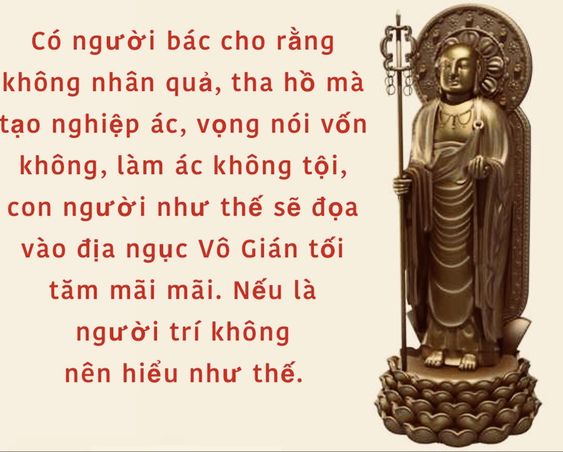 Có người bác cho rằng
không nhân quả, tha hồ mà
tạo nghiệp ác, vọng nói vốn
không, làm ác không tội,
con người như thế sẽ đọa
vào địa ngục Vô Gián tối
tăm mãi mãi. Nếu là
người trí không
nên hiểu như thế.